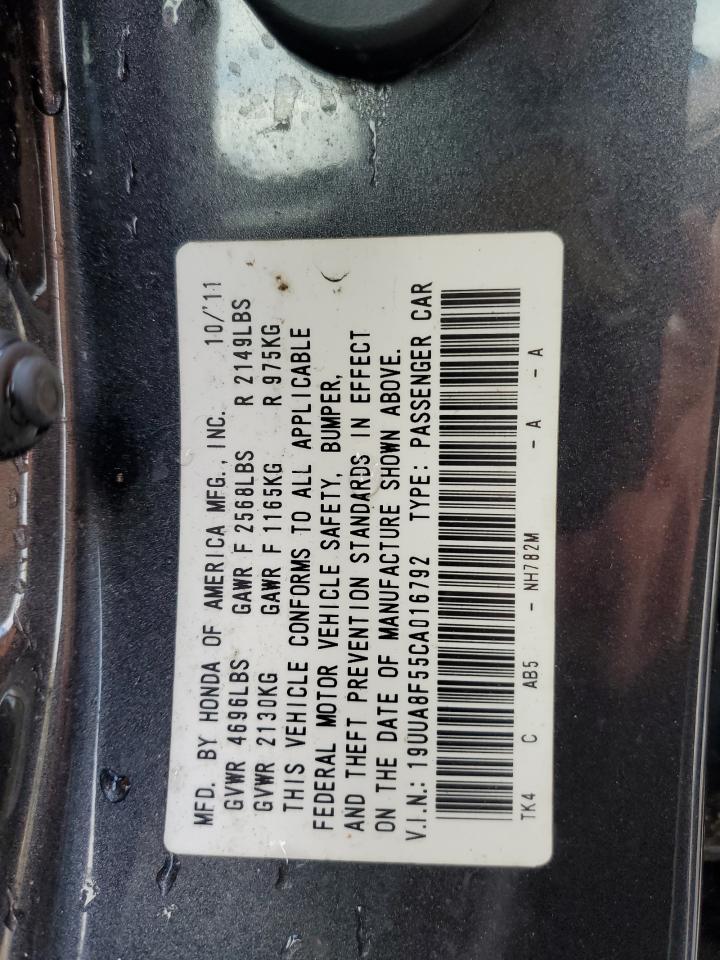 MFD. BY HONDA OF AMERICA MFG., INC. 10/'11
GVWR 4696LBS GAWR F 2568LBS R 2149LBS
GVWR 2130KG GAWR F 1165KG R 975KG
THIS VEHICLE CONFORMS TO ALL APPLICABLE
FEDERAL MOTOR VEHICLE SAFETY, BUMPER,
AND THEFT PREVENTION STANDARDS IN EFFECT
ON THE DATE OF MANUFACTURE SHOWN ABOVE.
V.I.N.: 19UUA8F55CA016792 TYPE: PASSENGER CAR
TK4 C AB5 - NH782M - A - A